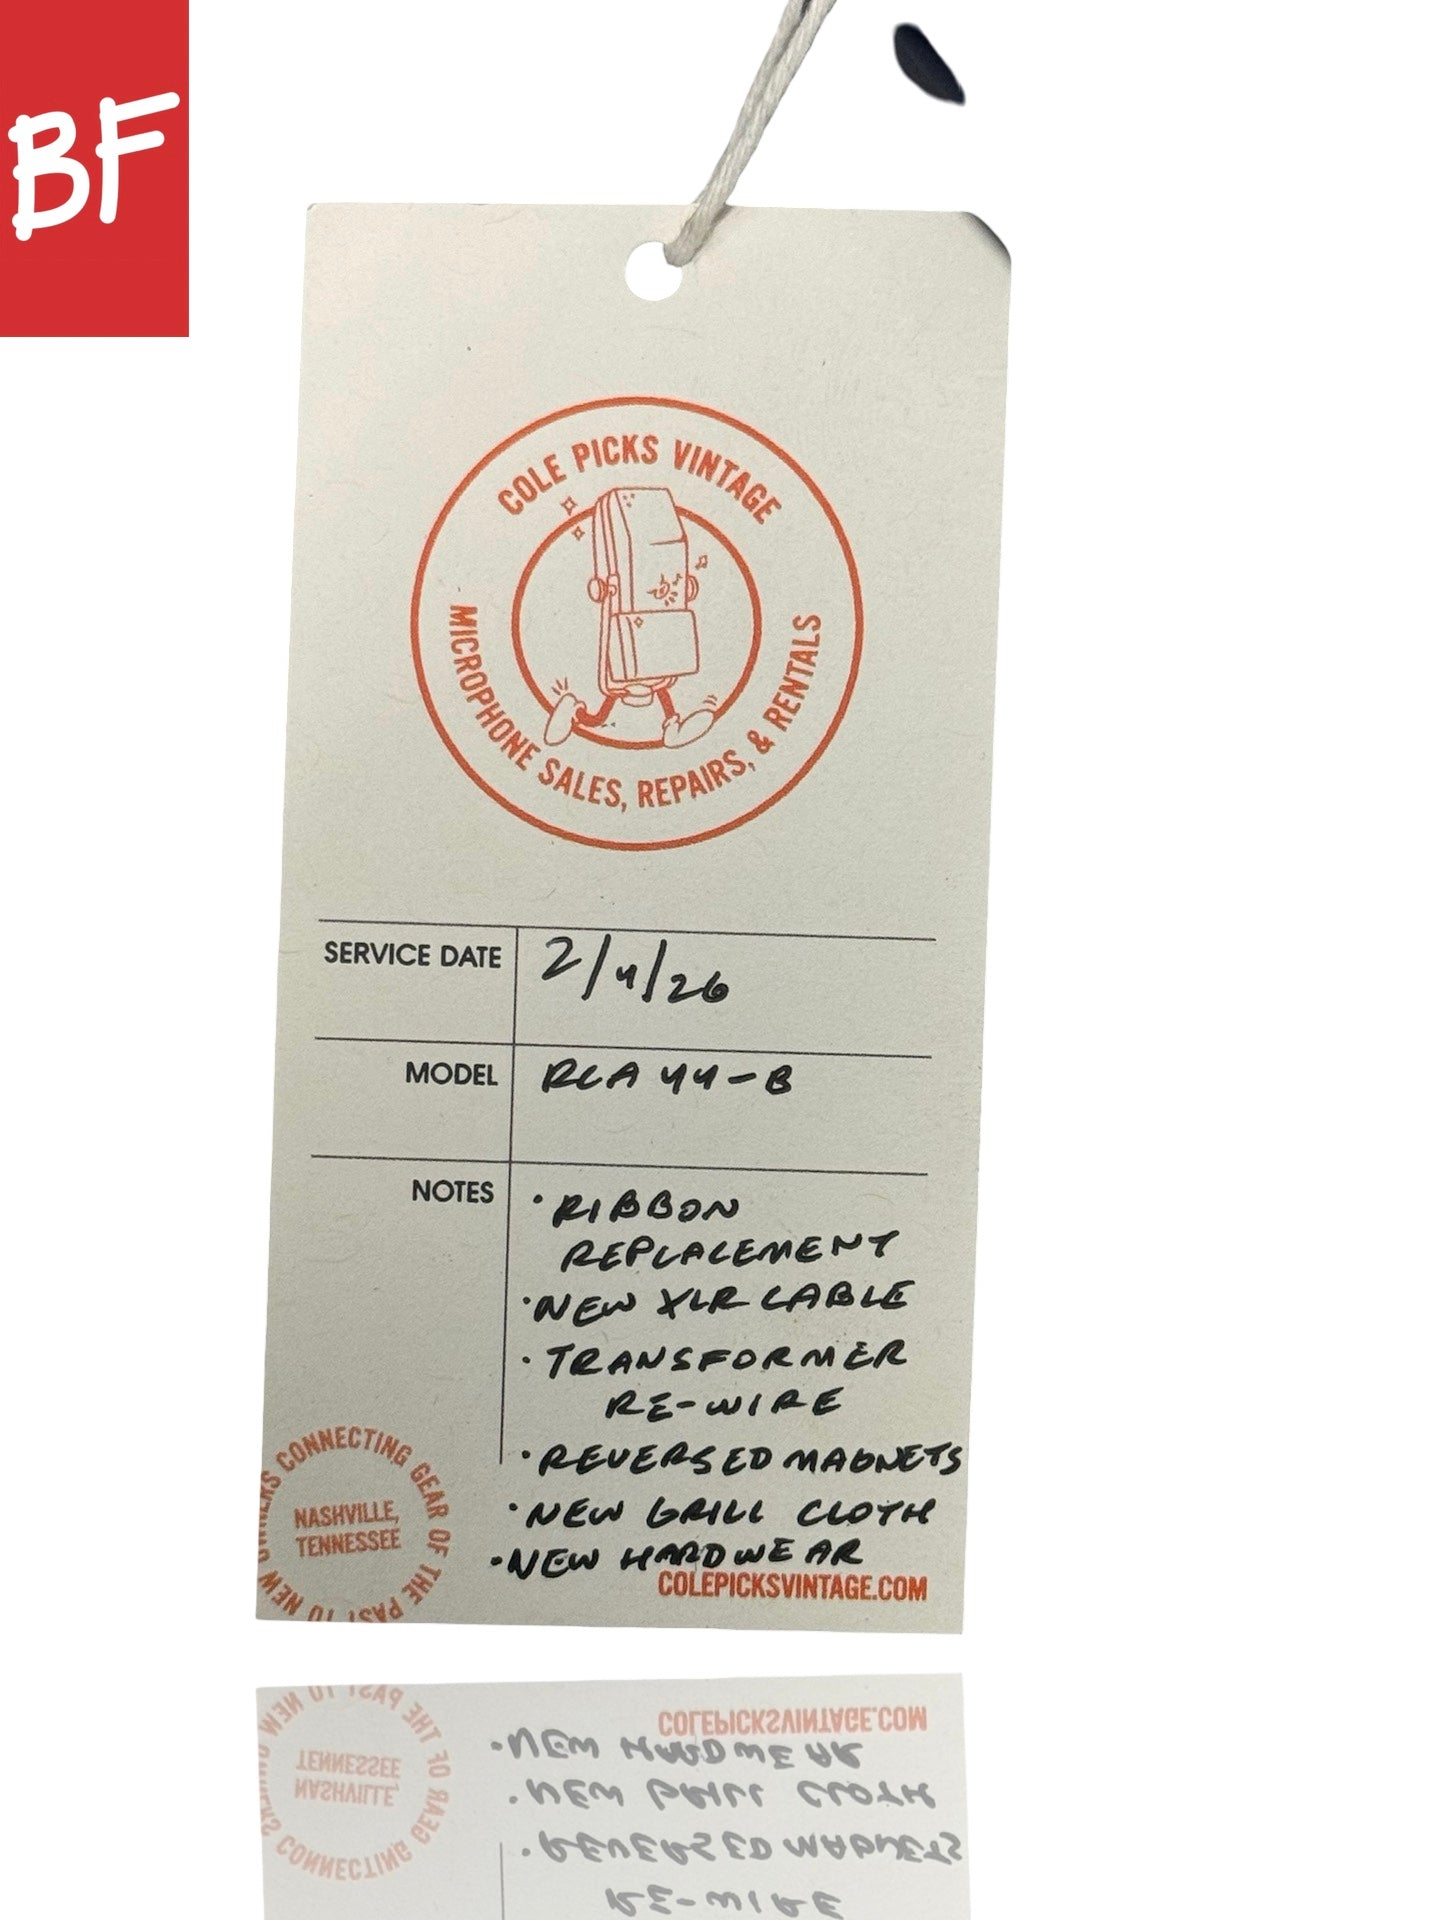 BF
COLE PICKS VINTAGE
MICROPHONE SALES, REPAIRS, & RENTALS
SERVICE DATE 2/4/26
MODEL RCA 44-B
NOTES · RIBBON
REPLACEMENT
· NEW XLR CABLE
· TRANSFORMER
RE-WIRE
· REVERSED MAGNETS
· NEW GRILL CLOTH
· NEW HARDWEAR
COLEPICKSVINTAGE.COM
CONNECTING GEAR OF THE PAST TO NEW OWNERS
NASHVILLE,
TENNESSEE